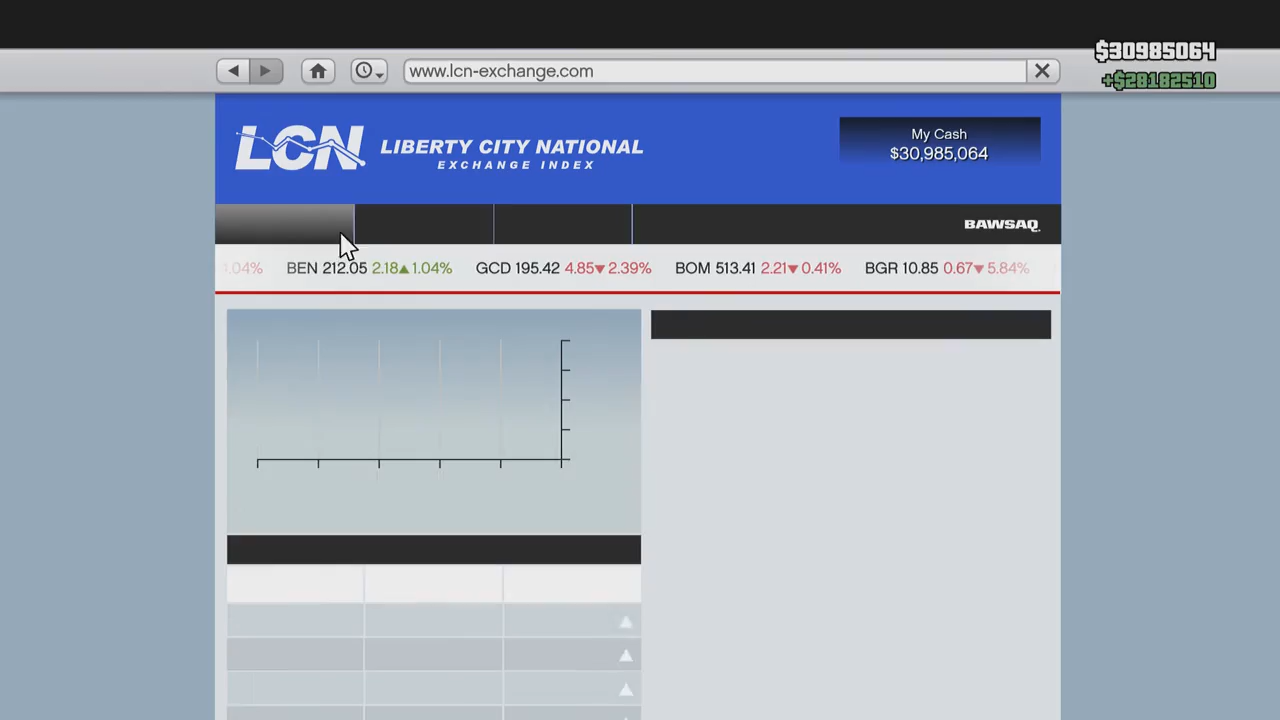 $30985064
+$28182510
www.lcn-exchange.com
LCN LIBERTY CITY NATIONAL
EXCHANGE INDEX
My Cash
$30,985,064
BAWSAQ
4.04% BEN 212.05 2.18▲1.04% GCD 195.42 4.85▼2.39% BOM 513.41 2.21▼0.41% BGR 10.85 0.67▼5.84%